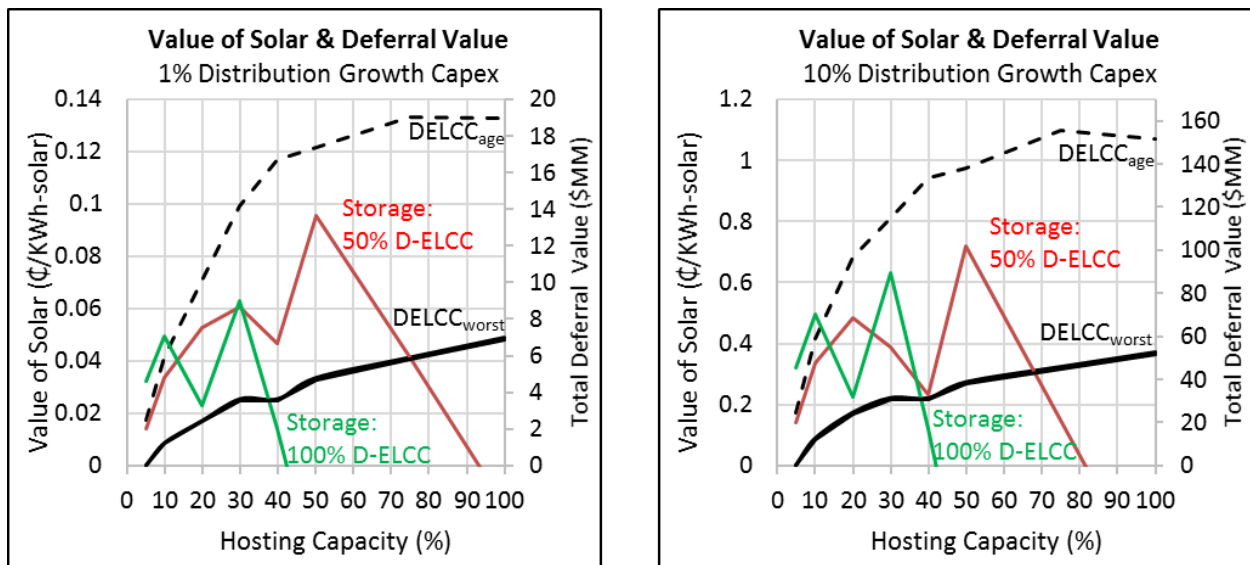 Value of Solar & Deferral Value
1% Distribution Growth Capex
0.14
0.12
0.1
0.08
0.06
0.04
0.02
0
Value of Solar (₵/KWh-solar)
20
18
16
14
12
10
8
6
4
2
0
Total Deferral Value ($MM)
DELCCage
Storage:
50% D-ELCC
DELCCworst
Storage:
100% D-ELCC
0 10 20 30 40 50 60 70 80 90 100
Hosting Capacity (%)
Value of Solar & Deferral Value
10% Distribution Growth Capex
1.2
1
0.8
0.6
0.4
0.2
0
Value of Solar (₵/KWh-solar)
160
140
120
100
80
60
40
20
0
Total Deferral Value ($MM)
DELCCage
Storage:
50% D-ELCC
DELCCworst
Storage:
100% D-ELCC
0 10 20 30 40 50 60 70 80 90 100
Hosting Capacity (%)